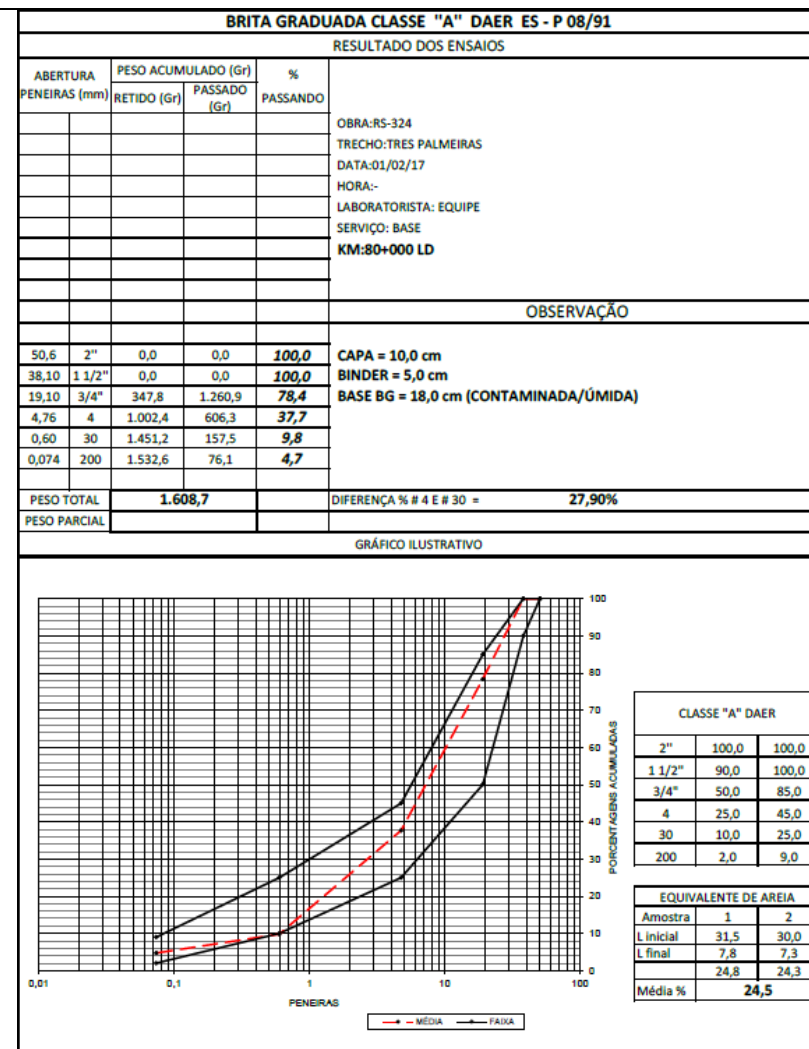 BRITA GRADUADA CLASSE "A" DAER ES - P 08/91
RESULTADO DOS ENSAIOS
ABERTURA PENEIRAS (mm) PESO ACUMULADO (Gr) % PASSANDO
RETIDO (Gr) PASSADO (Gr)
OBRA:RS-324
TRECHO:TRES PALMEIRAS
DATA:01/02/17
HORA:-
LABORATORISTA: EQUIPE
SERVIÇO: BASE
KM:80+000 LD
OBSERVAÇÃO
50,6 2" 0,0 0,0 100,0 CAPA = 10,0 cm
38,10 1 1/2" 0,0 0,0 100,0 BINDER = 5,0 cm
19,10 3/4" 347,8 1.260,9 78,4 BASE BG = 18,0 cm (CONTAMINADA/ÚMIDA)
4,76 4 1.002,4 606,3 37,7
0,60 30 1.451,2 157,5 9,8
0,074 200 1.532,6 76,1 4,7
PESO TOTAL 1.608,7 DIFERENÇA % # 4 E # 30 = 27,90%
PESO PARCIAL
GRÁFICO ILUSTRATIVO
100
90
80
70
60
50
40
30
20
10
0
PORCENTAGENS ACUMULADAS
0,01 0,1 1 10 100
PENEIRAS
MÉDIA FAIXA
CLASSE "A" DAER
2" 100,0 100,0
1 1/2" 90,0 100,0
3/4" 50,0 85,0
4 25,0 45,0
30 10,0 25,0
200 2,0 9,0
EQUIVALENTE DE AREIA
Amostra 1 2
L inicial 31,5 30,0
L final 7,8 7,3
24,8 24,3
Média % 24,5